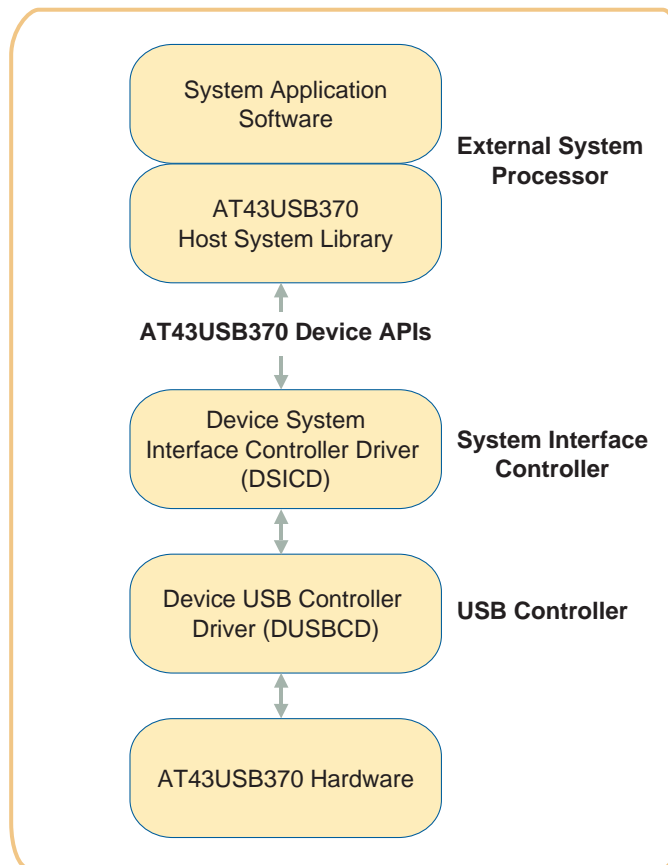 System Application
Software
External System
Processor
AT43USB370
Host System Library
AT43USB370 Device APIs
Device System
Interface Controller Driver
(DSICD)
System Interface
Controller
Device USB Controller
Driver (DUSBCD)
USB Controller
AT43USB370 Hardware